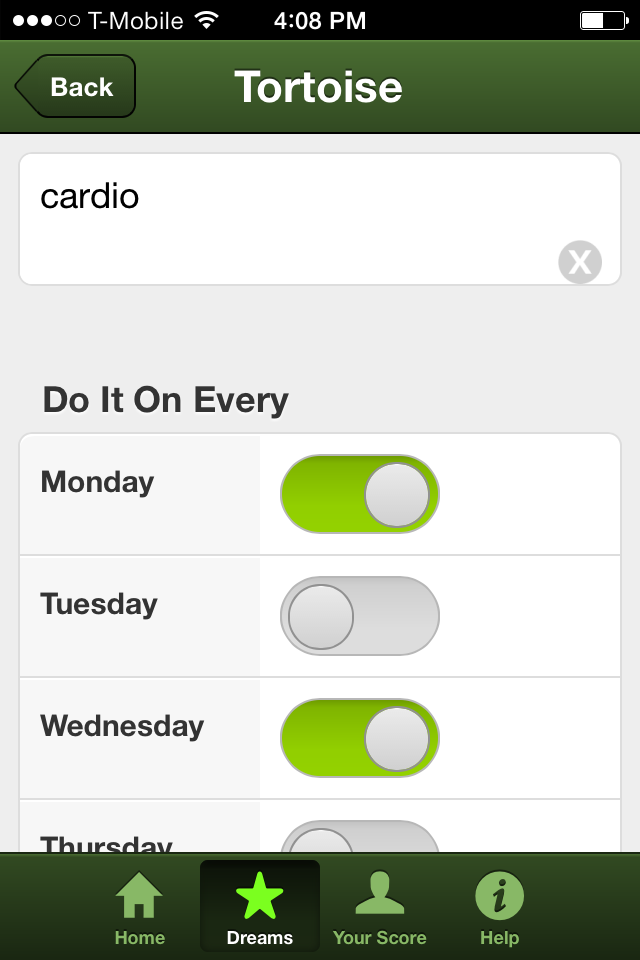 T-Mobile 4:08 PM
Back Tortoise
cardio
X
Do It On Every
Monday
Tuesday
Wednesday
Thursday
Home Dreams Your Score Help